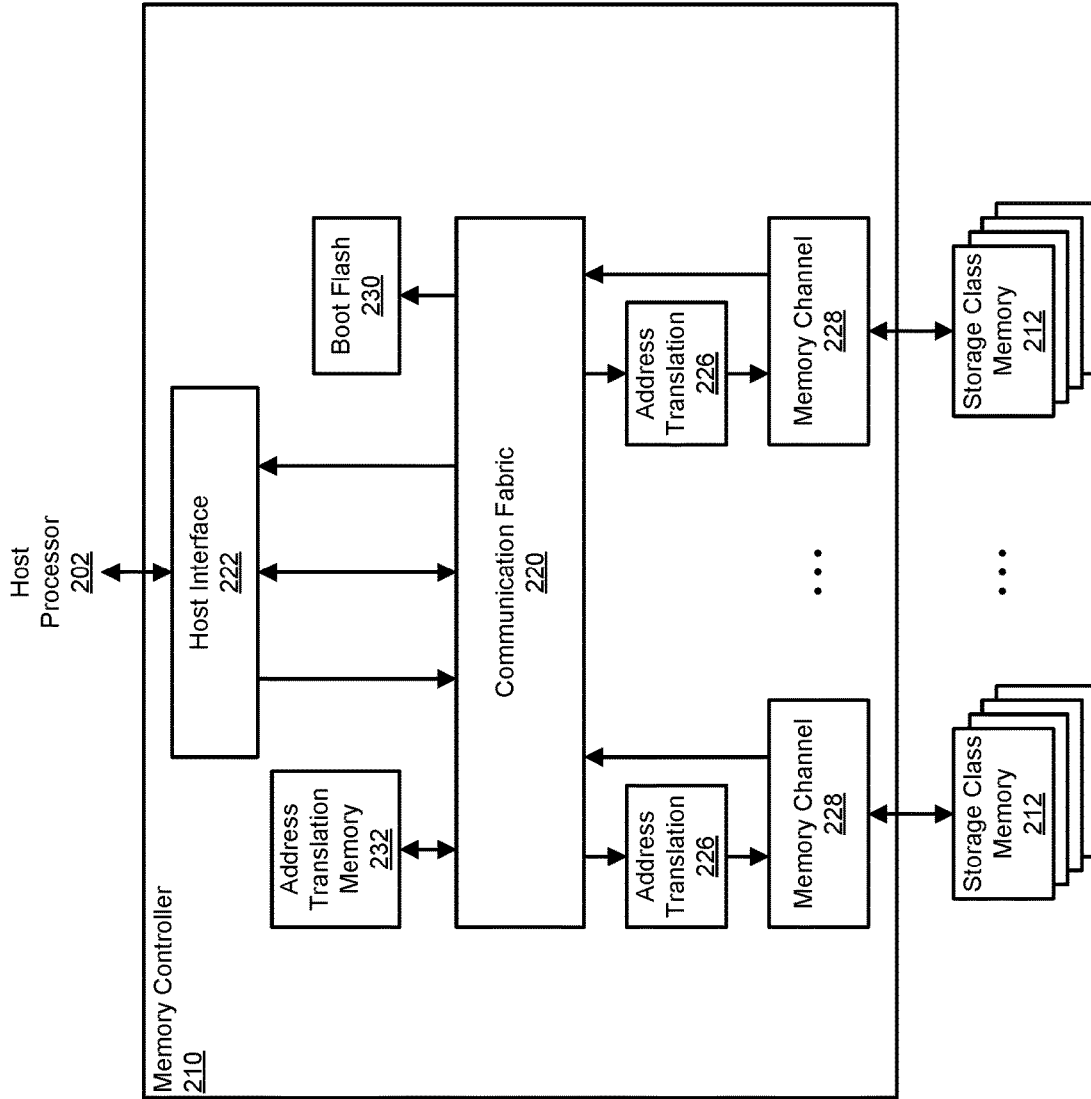 Host
Processor
202
Memory Controller
210
Host Interface
222
Address
Translation
Memory
232
Boot Flash
230
Communication Fabric
220
Address
Translation
226
Address
Translation
226
Memory Channel
228
...
Memory Channel
228
Storage Class
Memory
212
...
Storage Class
Memory
212